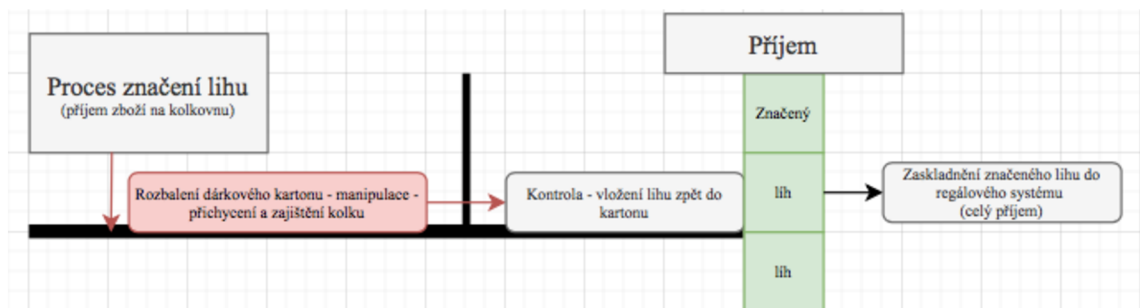 Proces značení lihu
(příjem zboží na kolkovnu)
Rozbalení dárkového kartonu - manipulace -
přichycení a zajištění kolku
Kontrola - vložení lihu zpět do
kartonu
Příjem
Značený
líh
líh
Zaskladnění značeného lihu do
regálového systému
(celý příjem)